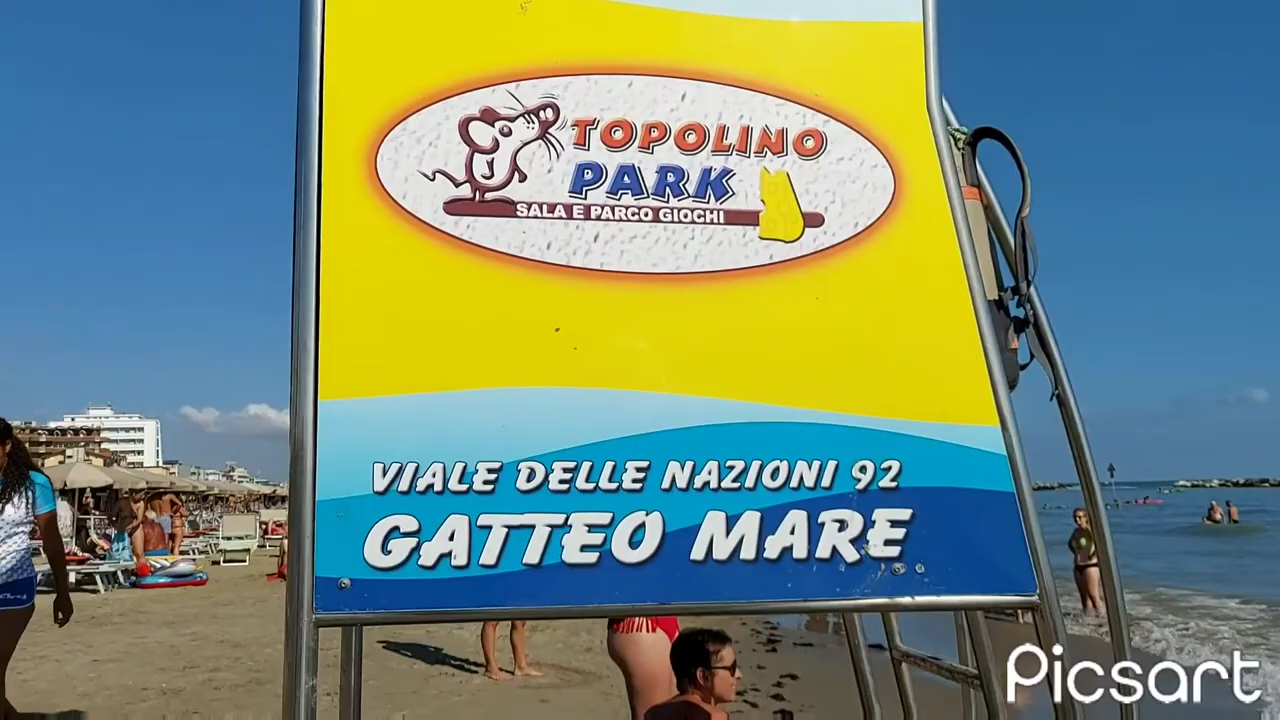 TOPOLINO
PARK
SALA E PARCO GIOCHI
VIALE DELLE NAZIONI 92
GATTEO MARE
Picsart